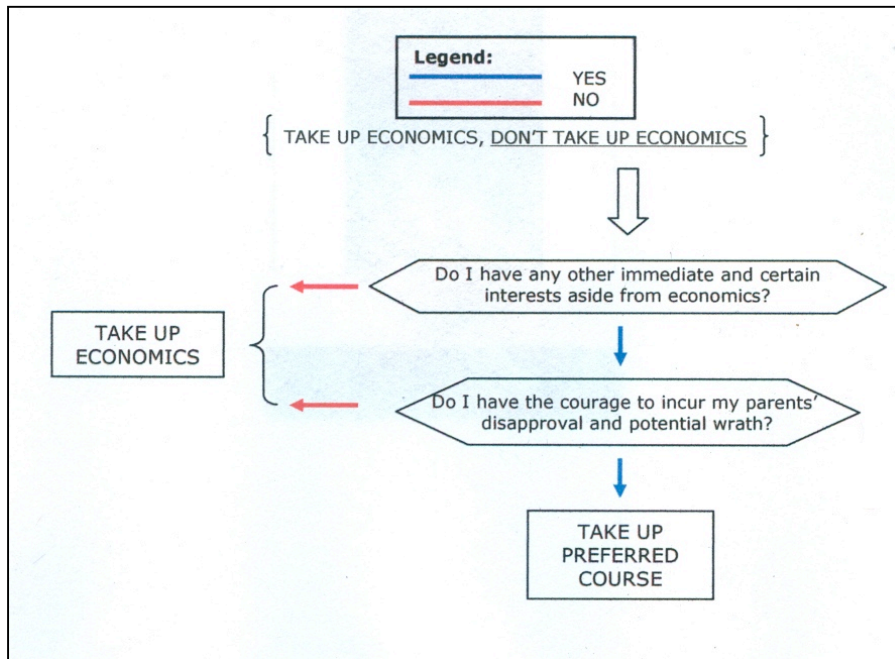 Legend:
YES
NO
{ TAKE UP ECONOMICS, DON'T TAKE UP ECONOMICS }
Do I have any other immediate and certain
interests aside from economics?
TAKE UP
ECONOMICS
Do I have the courage to incur my parents'
disapproval and potential wrath?
TAKE UP
PREFERRED
COURSE